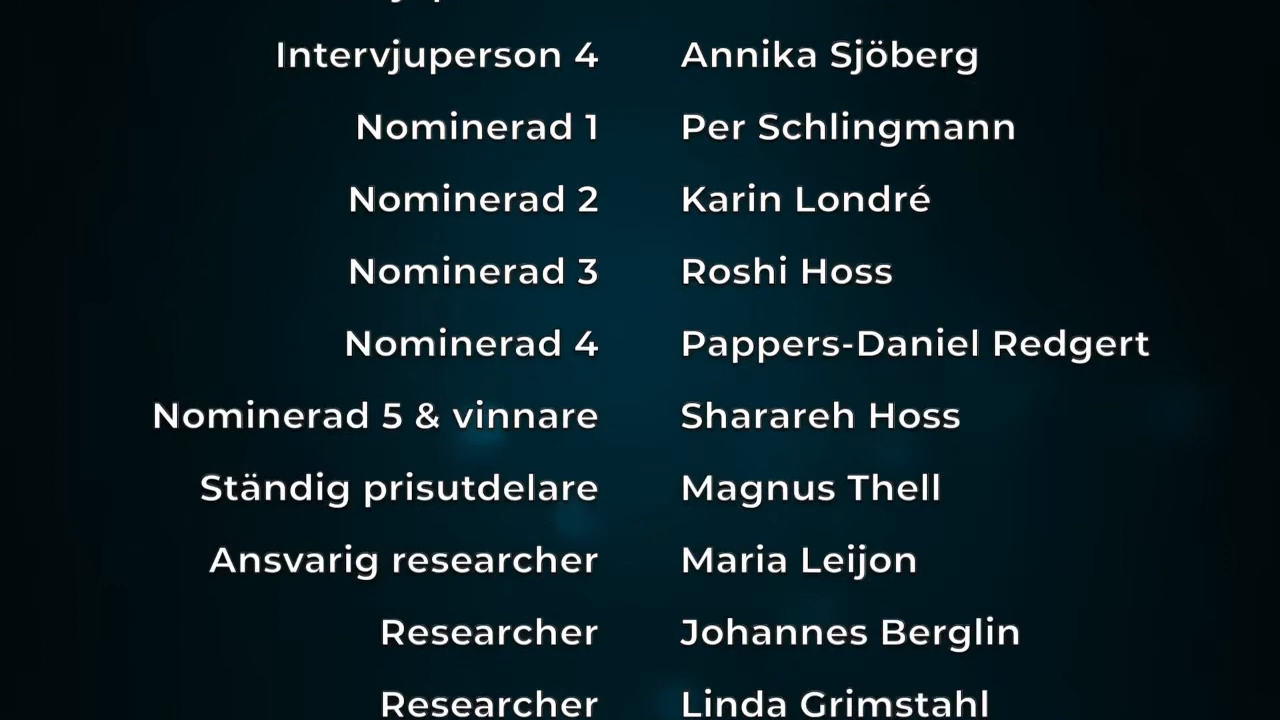 Intervjuperson 4 Annika Sjöberg
Nominerad 1 Per Schlingmann
Nominerad 2 Karin Londré
Nominerad 3 Roshi Hoss
Nominerad 4 Pappers-Daniel Redgert
Nominerad 5 & vinnare Sharareh Hoss
Ständig prisutdelare Magnus Thell
Ansvarig researcher Maria Leijon
Researcher Johannes Berglin
Researcher Linda Grimstahl